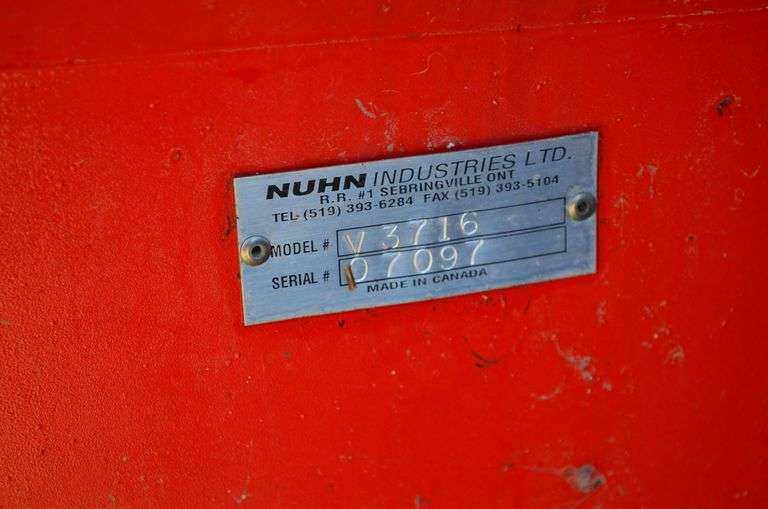 NUHN INDUSTRIES LTD.
R.R. #1 SEBRINGVILLE ONT
TEL (519) 393-6284 FAX (519) 393-5104
MODEL # V3716
SERIAL # 07097
MADE IN CANADA